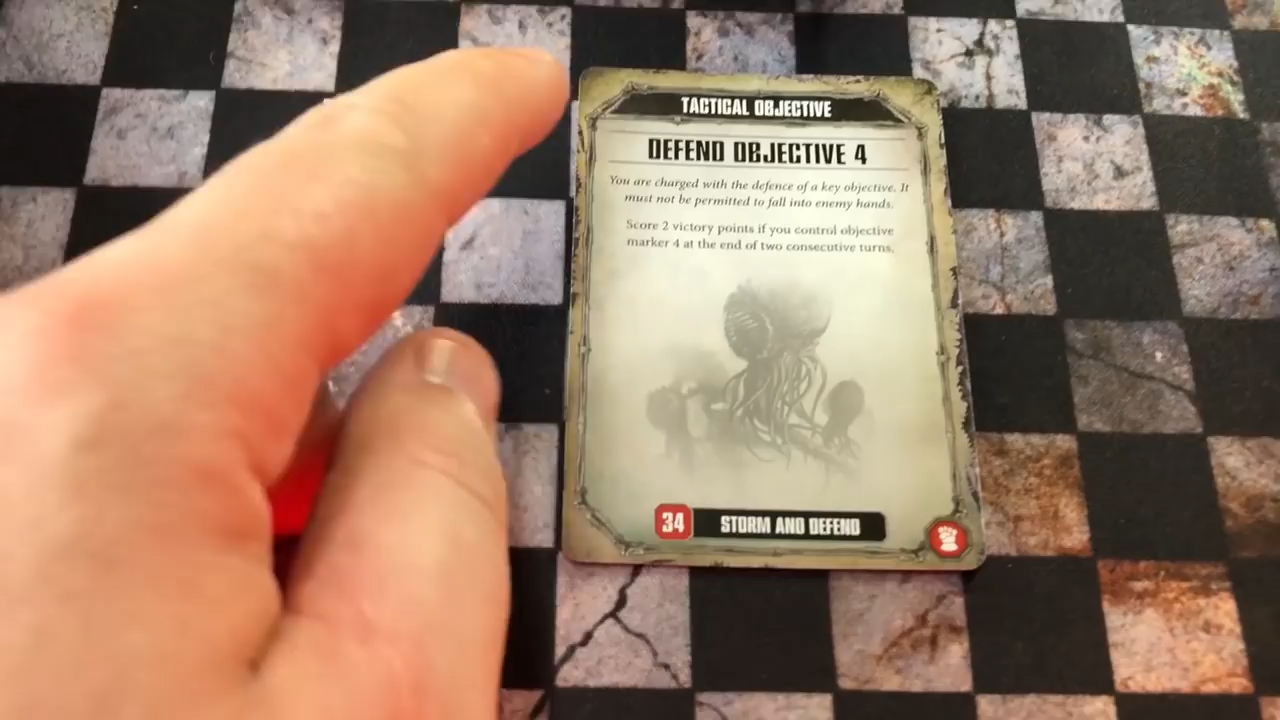 TACTICAL OBJECTIVE
DEFEND OBJECTIVE 4
You are charged with the defence of a key objective. It
must not be permitted to fall into enemy hands.
Score 2 victory points if you control objective
marker 4 at the end of two consecutive turns.
34 STORM AND DEFEND